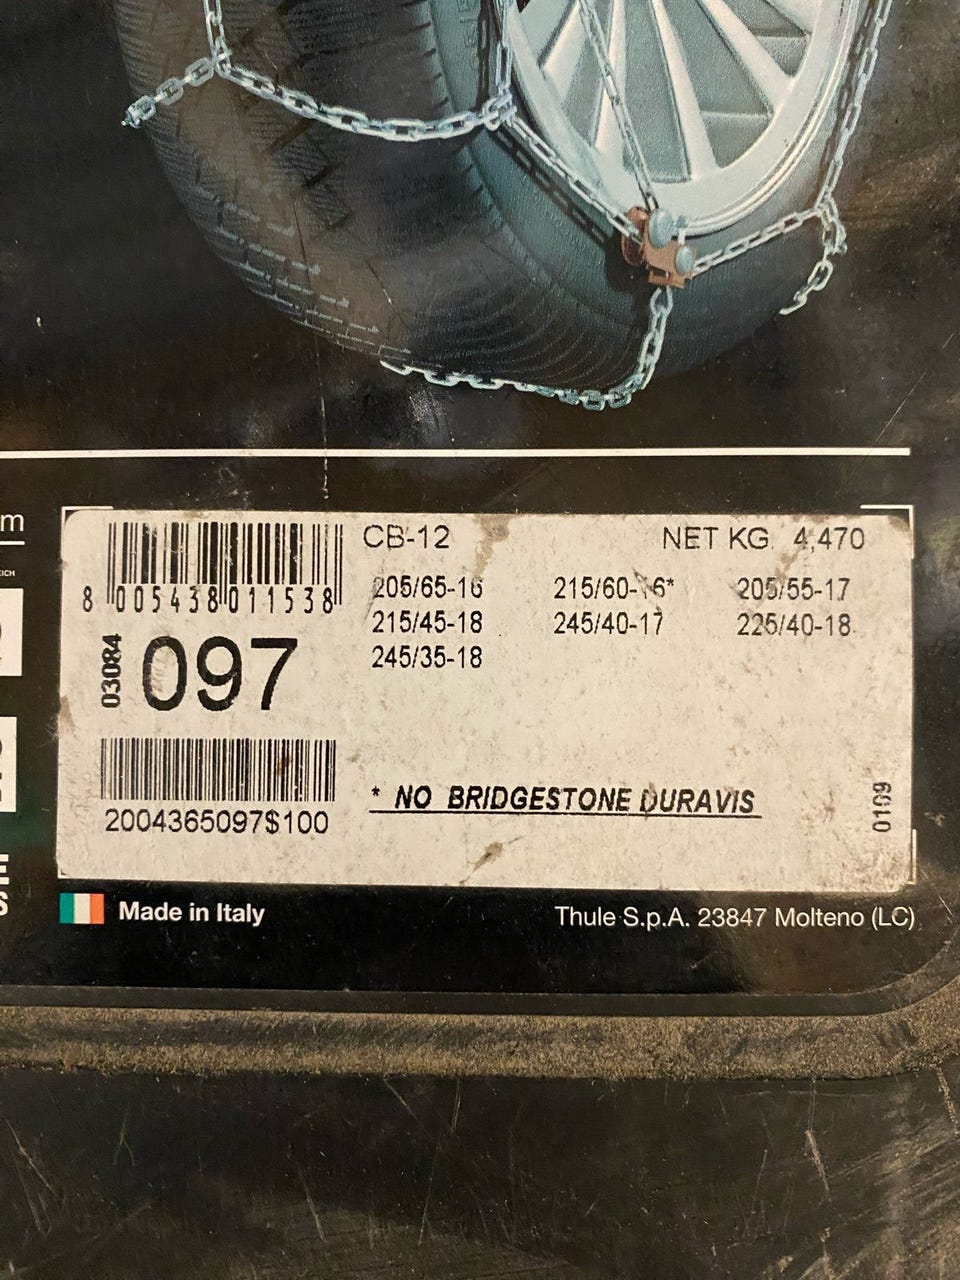 m
EICH
CB-12
NET KG. 4,470
8 005438 011538
205/65-16 215/60-16* 205/55-17
215/45-18 245/40-17 225/40-18
245/35-18
03084
097
2004365097$100
* NO BRIDGESTONE DURAVIS
0109
E
S
Made in Italy
Thule S.p.A. 23847 Molteno (LC)